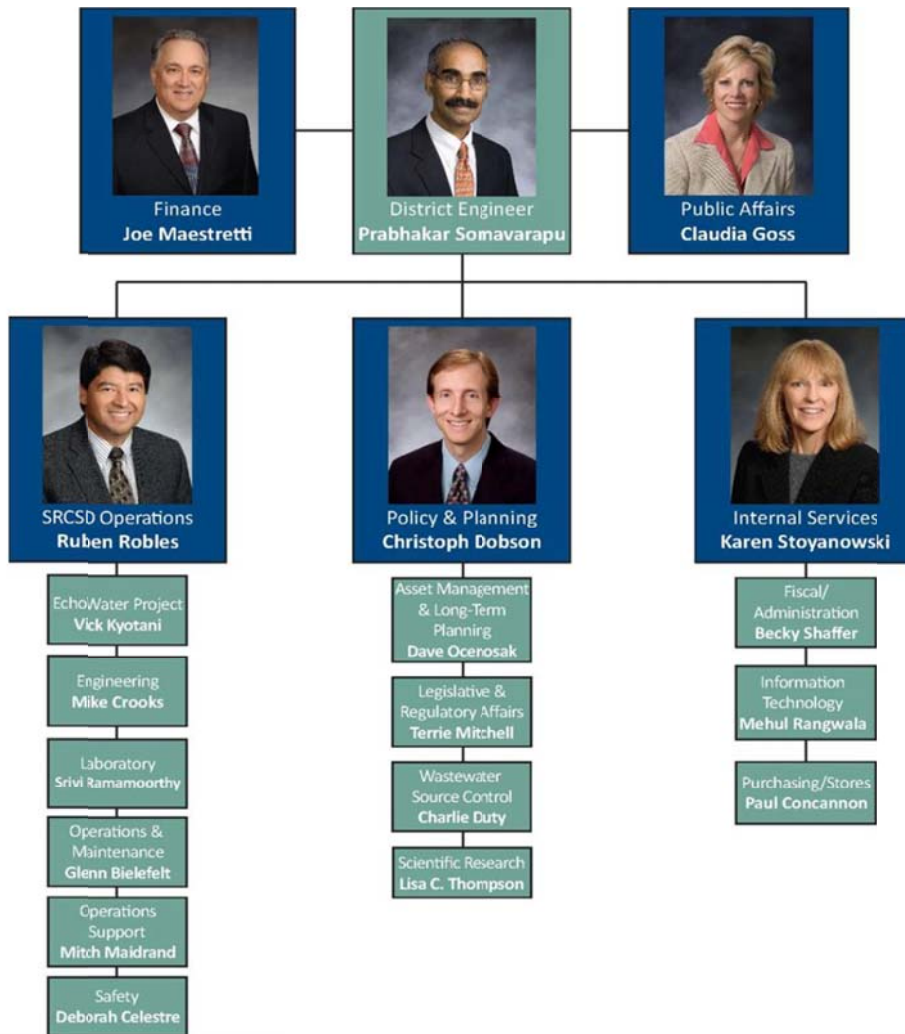 Finance
Joe Maestretti
District Engineer
Prabhakar Somavarapu
Public Affairs
Claudia Goss
SRCSD Operations
Ruben Robles
Policy & Planning
Christoph Dobson
Internal Services
Karen Stoyanowski
EchoWater Project
Vick Kyotani
Engineering
Mike Crooks
Laboratory
Srivi Ramamoorthy
Operations &
Maintenance
Glenn Bielefelt
Operations
Support
Mitch Maidrand
Safety
Deborah Celestre
Asset Management
& Long-Term
Planning
Dave Ocenosak
Legislative &
Regulatory Affairs
Terrie Mitchell
Wastewater
Source Control
Charlie Duty
Scientific Research
Lisa C. Thompson
Fiscal/
Administration
Becky Shaffer
Information
Technology
Mehul Rangwala
Purchasing/Stores
Paul Concannon